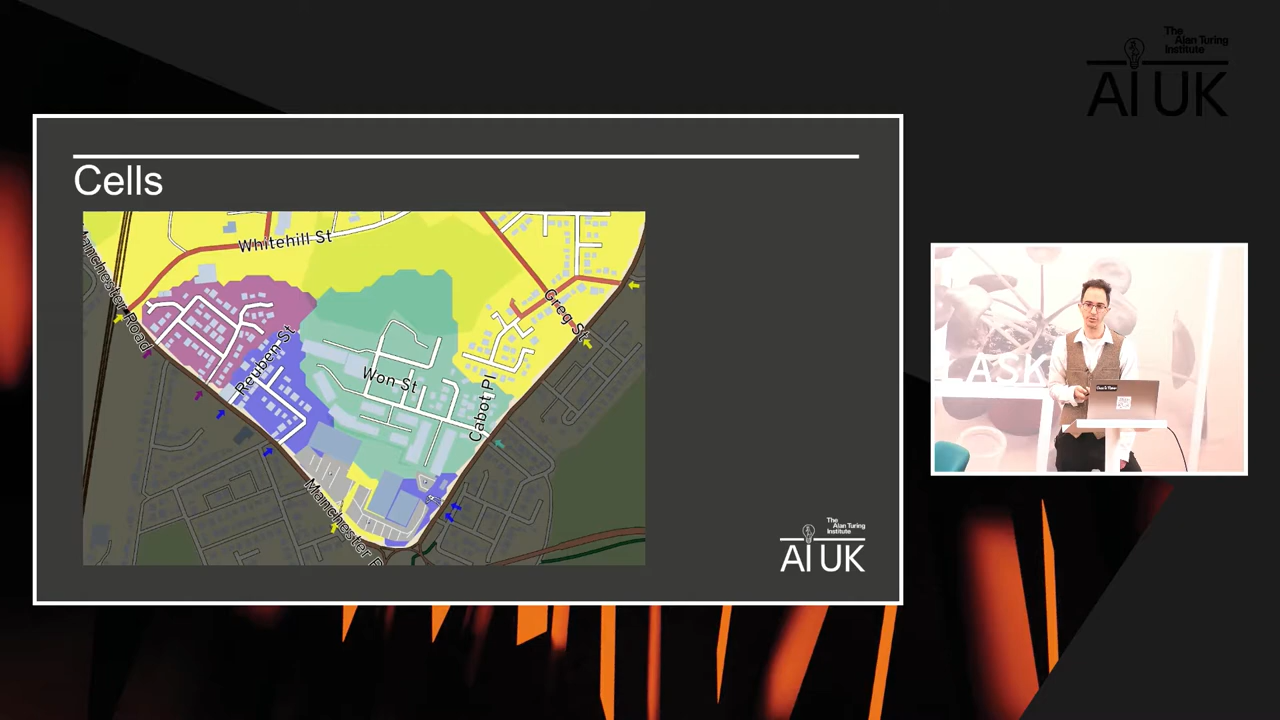 The
Alan Turing
Institute
AI UK
Cells
Whitehill St
Manchester Road
Greg St
Reuben St
Won St
Cabot Pl
Manchester R
ASK
The
Alan Turing
Institute
AI UK